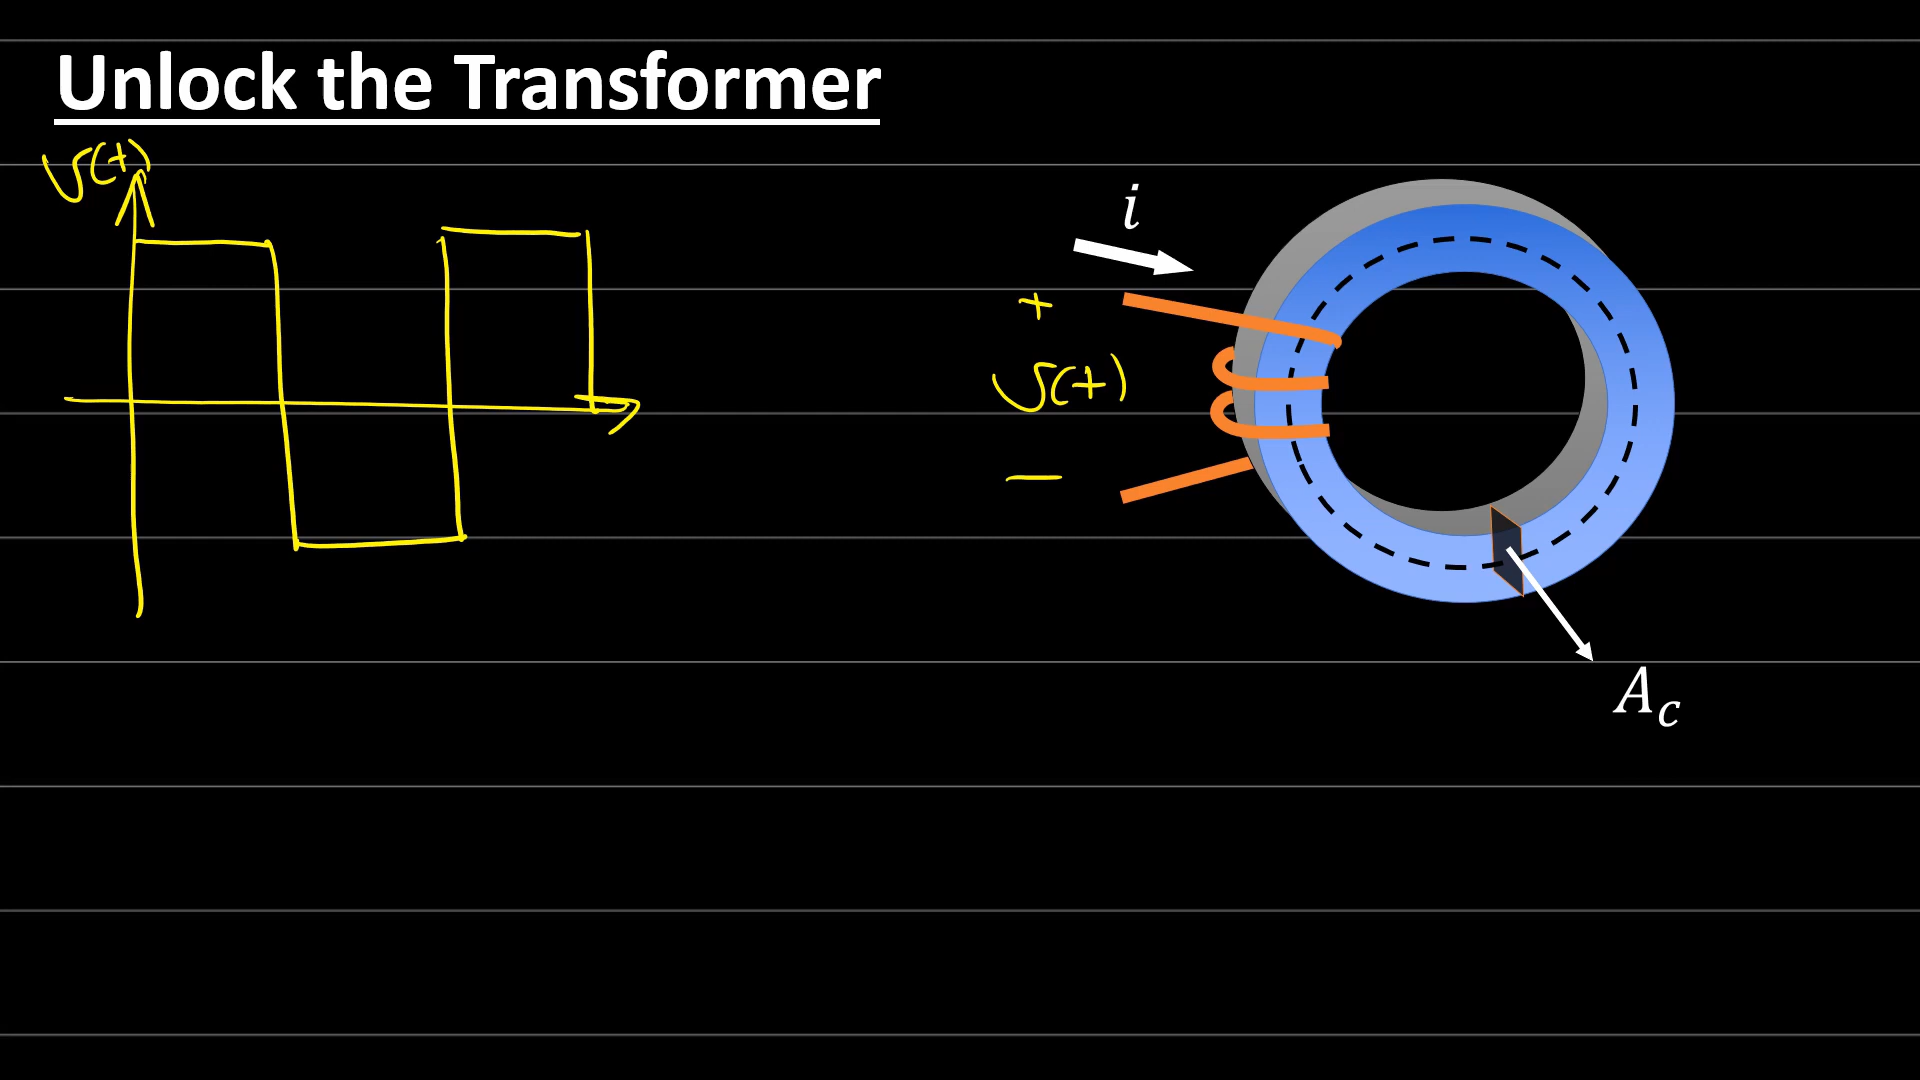 Unlock the Transformer
v(t)
i
+
v(t)
−
A_c